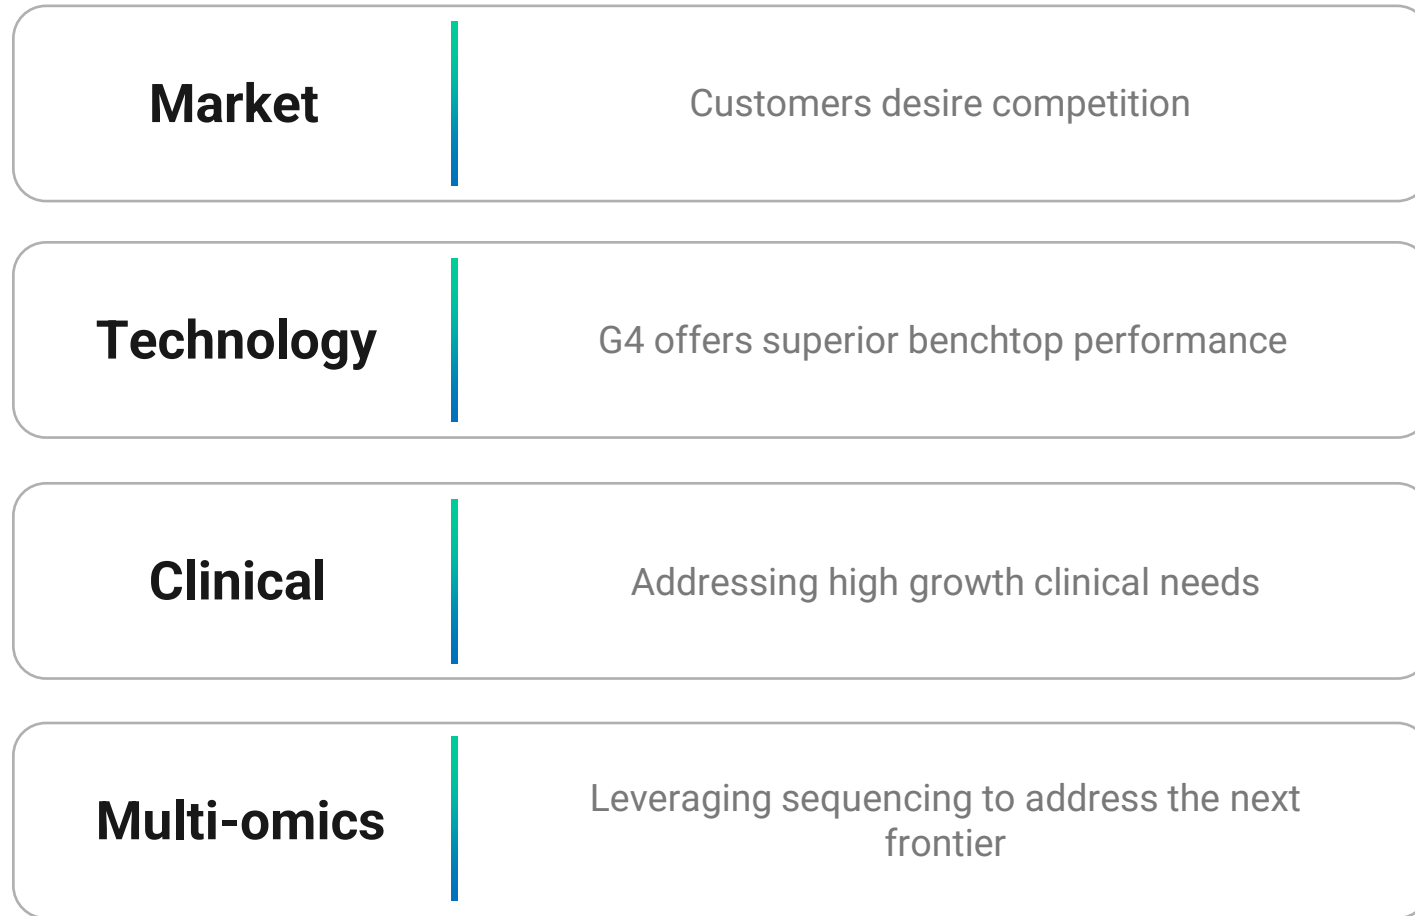 Market
Customers desire competition
Technology
G4 offers superior benchtop performance
Clinical
Addressing high growth clinical needs
Multi-omics
Leveraging sequencing to address the next
frontier